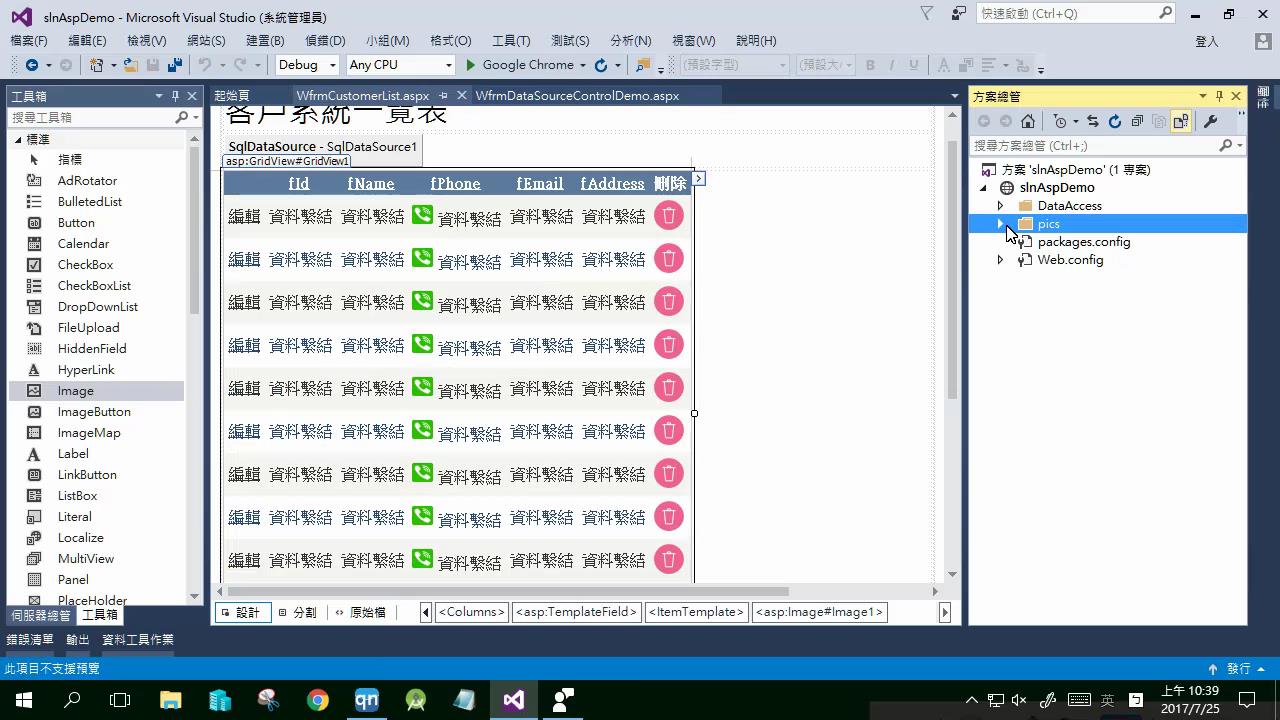 slnAspDemo - Microsoft Visual Studio (系統管理員)
快速啟動 (Ctrl+Q)
檔案(F) 編輯(E) 檢視(V) 網站(S) 建置(B) 偵錯(D) 小組(M) 格式(O) 工具(T) 測試(S) 分析(N) 視窗(W) 說明(H)
登入
Debug Any CPU Google Chrome (預設字型) (預設大
工具箱
搜尋工具箱
標準
指標
AdRotator
BulletedList
Button
Calendar
CheckBox
CheckBoxList
DropDownList
FileUpload
HiddenField
HyperLink
Image
ImageButton
ImageMap
Label
LinkButton
ListBox
Literal
Localize
MultiView
Panel
PlaceHolder
伺服器總管 工具箱
起始頁 WfrmCustomerList.aspx WfrmDataSourceControlDemo.aspx
客戶系統一覽表
SqlDataSource - SqlDataSource1
asp:GridView#GridView1
fId fName fPhone fEmail fAddress 刪除
編輯 資料繫結 資料繫結 資料繫結 資料繫結 資料繫結
編輯 資料繫結 資料繫結 資料繫結 資料繫結 資料繫結
編輯 資料繫結 資料繫結 資料繫結 資料繫結 資料繫結
編輯 資料繫結 資料繫結 資料繫結 資料繫結 資料繫結
編輯 資料繫結 資料繫結 資料繫結 資料繫結 資料繫結
編輯 資料繫結 資料繫結 資料繫結 資料繫結 資料繫結
編輯 資料繫結 資料繫結 資料繫結 資料繫結 資料繫結
編輯 資料繫結 資料繫結 資料繫結 資料繫結 資料繫結
編輯 資料繫結 資料繫結 資料繫結 資料繫結 資料繫結
設計 分割 原始檔 <Columns> <asp:TemplateField> <ItemTemplate> <asp:Image#Image1>
方案總管
搜尋方案總管 (Ctrl+;)
方案 'slnAspDemo' (1 專案)
slnAspDemo
DataAccess
pics
packages.config
Web.config
錯誤清單 輸出 資料工具作業
此項目不支援預覽
發行
qn
英
上午 10:39
2017/7/25